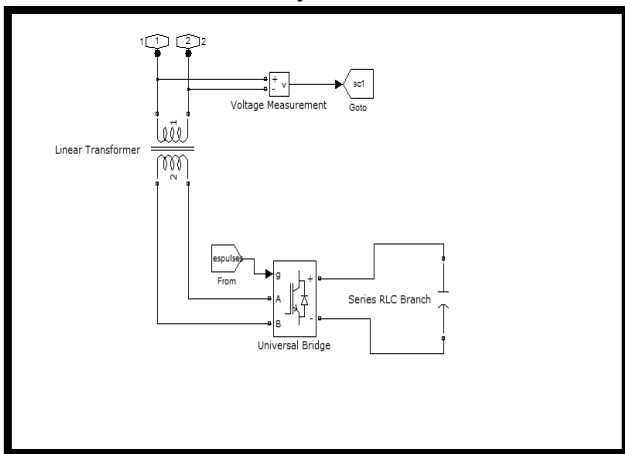 1 1 2 2
+ v sc1
-
Voltage Measurement Goto
1
Linear Transformer
2
espulses
From
g +
A
Series RLC Branch
B -
Universal Bridge